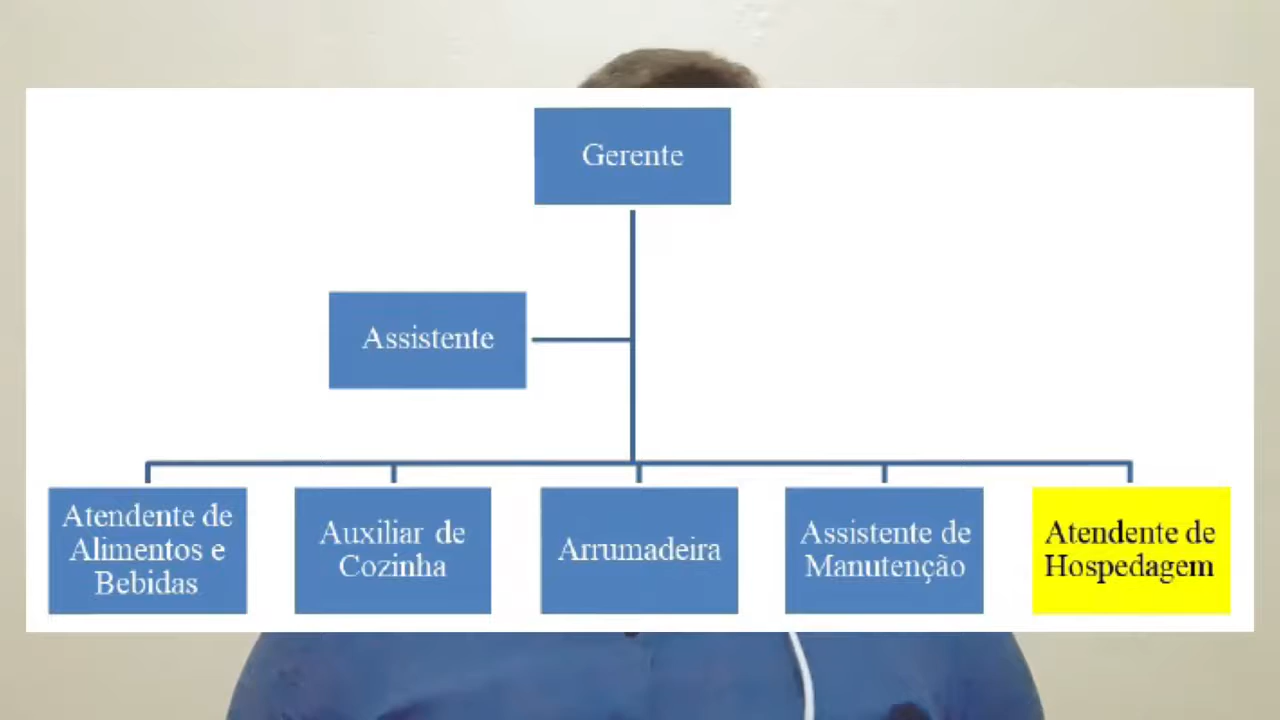 Gerente
Assistente
Atendente de
Alimentos e
Bebidas
Auxiliar de
Cozinha
Arrumadeira
Assistente de
Manutenção
Atendente de
Hospedagem